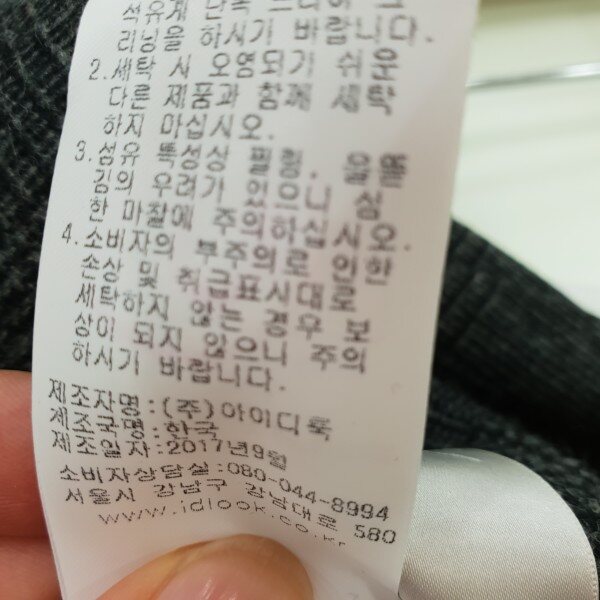 석유계 단독 드라이 크
리닝을 하시기 바랍니다.
2.세탁 시 오염되기 쉬운
다른 제품과 함께 세탁
하지 마십시오.
3.섬유 특성상 필링, 올뜯
김의 우려가 있으니 심
한 마찰에 주의하십시오.
4.소비자의 부주의로 인한
손상 및 취급표시대로
세탁하지 않는 경우 보
상이 되지 않으니 주의
하시기 바랍니다.
제조자명:(주)아이디룩
제조국명:한국
제조일자:2017년9월
소비자상담실:080-044-8994
서울시 강남구 강남대로 580
www.idlook.co.kr